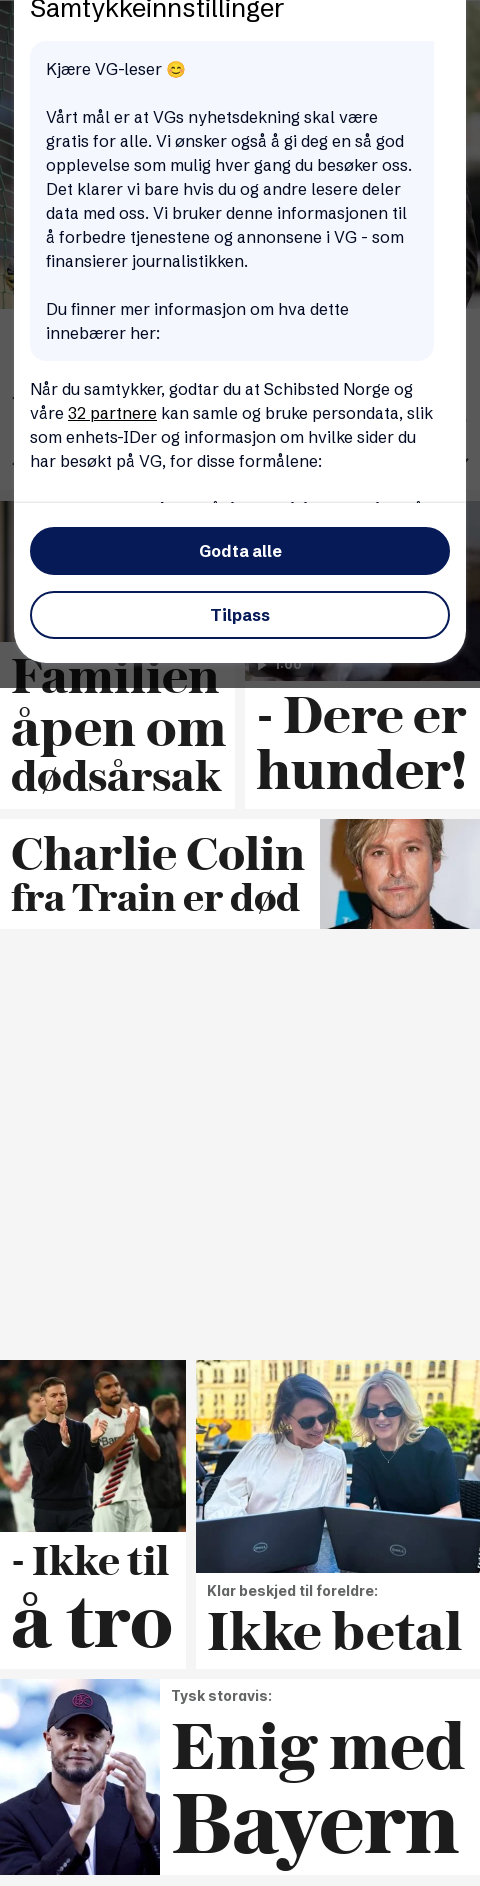 Samtykkeinnstillinger
Kjære VG-leser 😊
Vårt mål er at VGs nyhetsdekning skal være
gratis for alle. Vi ønsker også å gi deg en så god
opplevelse som mulig hver gang du besøker oss.
Det klarer vi bare hvis du og andre lesere deler
data med oss. Vi bruker denne informasjonen til
å forbedre tjenestene og annonsene i VG - som
finansierer journalistikken.
Du finner mer informasjon om hva dette
innebærer her:
Når du samtykker, godtar du at Schibsted Norge og
våre 32 partnere kan samle og bruke persondata, slik
som enhets-IDer og informasjon om hvilke sider du
har besøkt på VG, for disse formålene:
Godta alle
Tilpass
1:00
Familien
åpen om
dødsårsak
- Dere er
hunder!
Charlie Colin
fra Train er død
- Ikke til
å tro
Klar beskjed til foreldre:
Ikke betal
Tysk storavis:
Enig med
Bayern